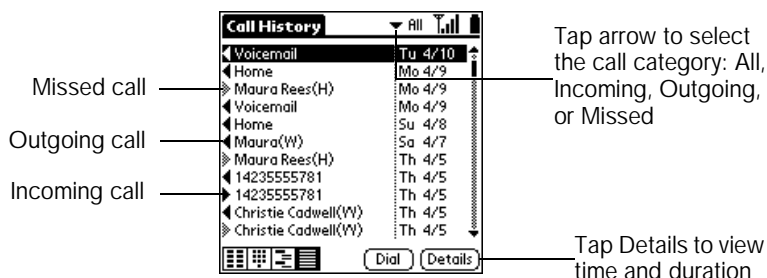 Call History
All
Voicemail Tu 4/10
Home Mo 4/9
Maura Rees(H) Mo 4/9
Voicemail Mo 4/9
Home Su 4/8
Maura(W) Sa 4/7
Maura Rees(H) Th 4/5
14235555781 Th 4/5
14235555781 Th 4/5
Christie Cadwell(W) Th 4/5
Christie Cadwell(W) Th 4/5
Dial Details
Missed call
Outgoing call
Incoming call
Tap arrow to select
the call category: All,
Incoming, Outgoing,
or Missed
Tap Details to view
time and duration